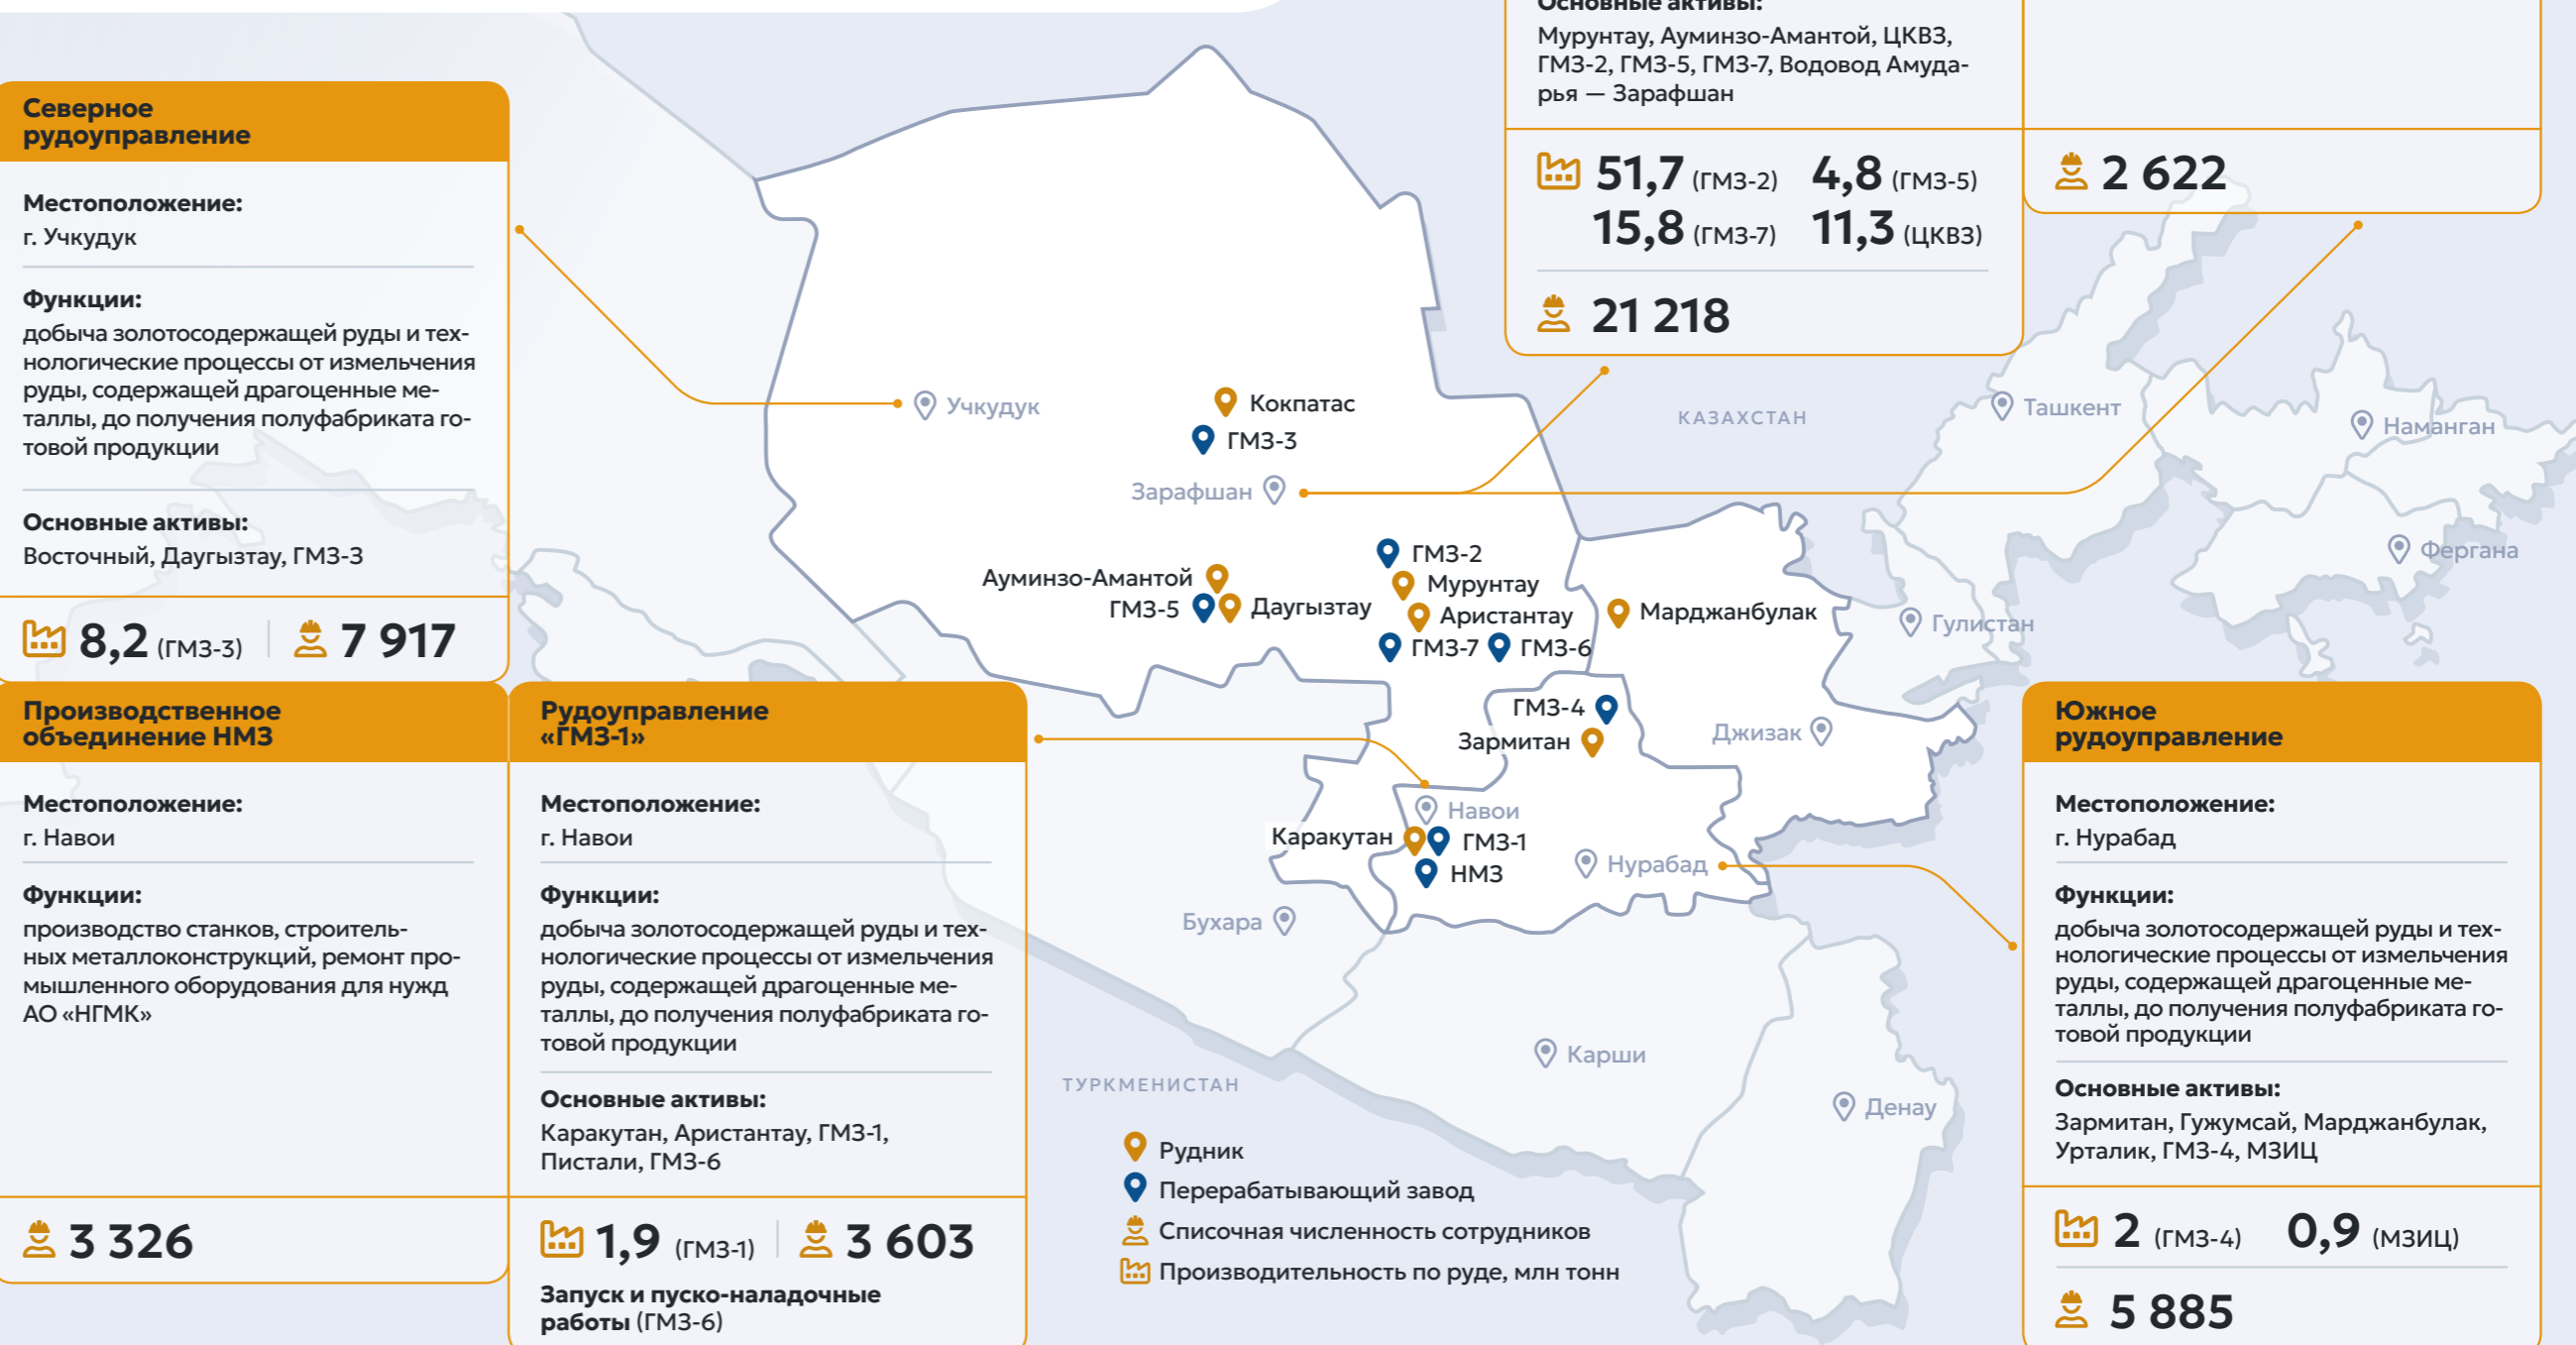 Основные активы:
Мурунтау, Ауминзо-Амантой, ЦКВЗ,
ГМЗ-2, ГМЗ-5, ГМЗ-7, Водовод Амуда-
рья — Зарафшан
51,7 (ГМЗ-2) 4,8 (ГМЗ-5)
15,8 (ГМЗ-7) 11,3 (ЦКВЗ)
21 218
2 622
Северное
рудоуправление
Местоположение:
г. Учкудук
Функции:
добыча золотосодержащей руды и тех-
нологические процессы от измельчения
руды, содержащей драгоценные ме-
таллы, до получения полуфабриката го-
товой продукции
Основные активы:
Восточный, Даугызтау, ГМЗ-3
8,2 (ГМЗ-3) 7 917
Учкудук
Кокпатас
ГМЗ-3
Зарафшан
КАЗАХСТАН
Ташкент
Наманган
Фергана
Гулистан
Ауминзо-Амантой
ГМЗ-5 Даугызтау
ГМЗ-2
Мурунтау
Аристантау
ГМЗ-7 ГМЗ-6
Марджанбулак
ГМЗ-4
Зармитан
Джизак
Навои
Каракутан ГМЗ-1
НМЗ
Нурабад
Бухара
Карши
Денау
ТУРКМЕНИСТАН
Производственное
объединение НМЗ
Местоположение:
г. Навои
Функции:
производство станков, строитель-
ных металлоконструкций, ремонт про-
мышленного оборудования для нужд
АО «НГМК»
3 326
Рудоуправление
«ГМЗ-1»
Местоположение:
г. Навои
Функции:
добыча золотосодержащей руды и тех-
нологические процессы от измельчения
руды, содержащей драгоценные ме-
таллы, до получения полуфабриката го-
товой продукции
Основные активы:
Каракутан, Аристантау, ГМЗ-1,
Пистали, ГМЗ-6
1,9 (ГМЗ-1) 3 603
Запуск и пуско-наладочные
работы (ГМЗ-6)
Рудник
Перерабатывающий завод
Списочная численность сотрудников
Производительность по руде, млн тонн
Южное
рудоуправление
Местоположение:
г. Нурабад
Функции:
добыча золотосодержащей руды и тех-
нологические процессы от измельчения
руды, содержащей драгоценные ме-
таллы, до получения полуфабриката го-
товой продукции
Основные активы:
Зармитан, Гужумсай, Марджанбулак,
Урталик, ГМЗ-4, МЗИЦ
2 (ГМЗ-4) 0,9 (МЗИЦ)
5 885